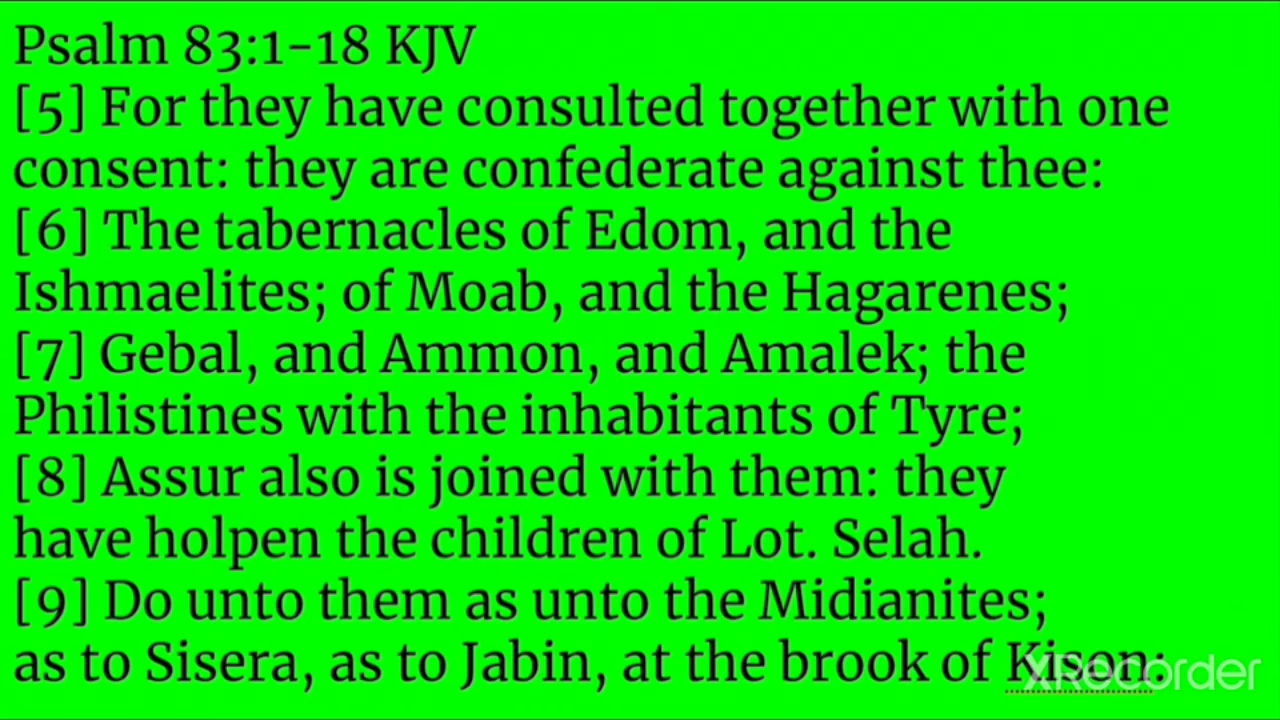 Psalm 83:1-18 KJV
[5] For they have consulted together with one
consent: they are confederate against thee:
[6] The tabernacles of Edom, and the
Ishmaelites; of Moab, and the Hagarenes;
[7] Gebal, and Ammon, and Amalek; the
Philistines with the inhabitants of Tyre;
[8] Assur also is joined with them: they
have holpen the children of Lot. Selah.
[9] Do unto them as unto the Midianites;
as to Sisera, as to Jabin, at the brook of Kison:
XRecorder